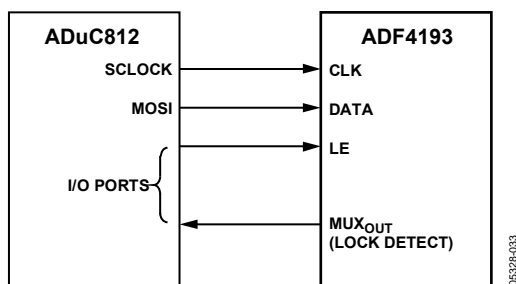 ADuC812
ADF4193
SCLOCK
CLK
MOSI
DATA
LE
I/O PORTS
MUXOUT
(LOCK DETECT)
05328-033